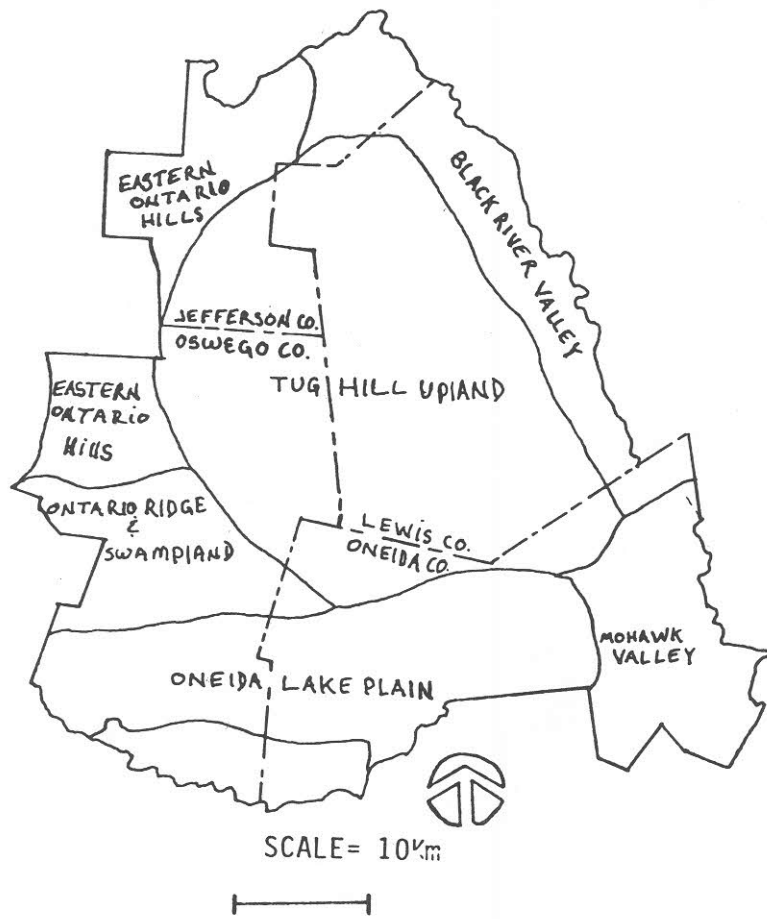 EASTERN
ONTARIO
HILLS
BLACK RIVER VALLEY
JEFFERSON CO.
OSWEGO CO.
TUG HILL UPLAND
EASTERN
ONTARIO
Hills
ONTARIO RIDGE
&
SWAMPLAND
LEWIS CO.
ONEIDA CO.
MOHAWK
VALLEY
ONEIDA LAKE PLAIN
SCALE= 10km